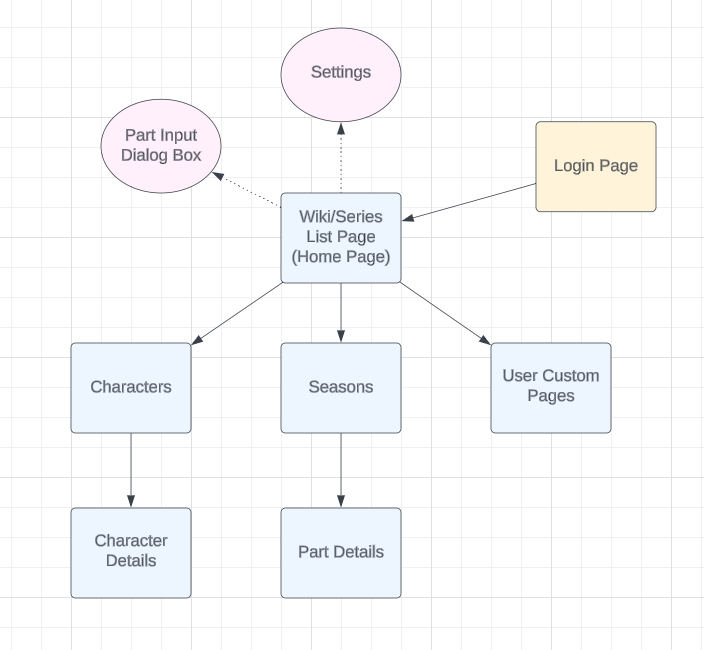 Settings
Part Input
Dialog Box
Login Page
Wiki/Series
List Page
(Home Page)
Characters
Seasons
User Custom
Pages
Character
Details
Part Details